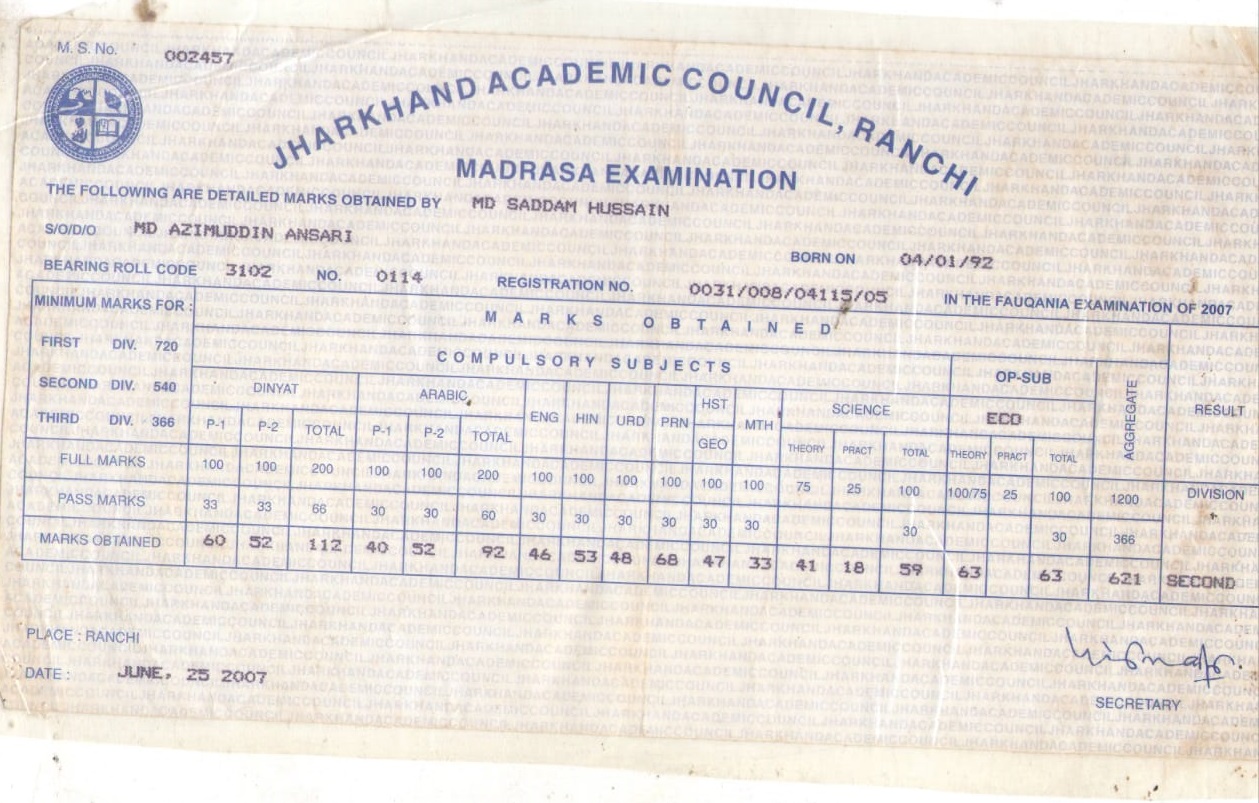 M. S. No. 002457
JHARKHAND ACADEMIC COUNCIL, RANCHI
MADRASA EXAMINATION
THE FOLLOWING ARE DETAILED MARKS OBTAINED BY MD SADDAM HUSSAIN
S/O/D/O MD AZIMUDDIN ANSARI
BORN ON 04/01/92
BEARING ROLL CODE 3102 NO. 0114 REGISTRATION NO. 0031/008/04115/05 IN THE FAUQANIA EXAMINATION OF 2007
MINIMUM MARKS FOR :
FIRST DIV. 720
SECOND DIV. 540
THIRD DIV. 366
MARKS OBTAINED
COMPULSORY SUBJECTS OP-SUB AGGREGATE RESULT
DINYAT ARABIC ENG HIN URD PRN HST GEO MTH SCIENCE ECO
P-1 P-2 TOTAL P-1 P-2 TOTAL THEORY PRACT TOTAL THEORY PRACT TOTAL
FULL MARKS 100 100 200 100 100 200 100 100 100 100 100 100 75 25 100 100/75 25 100 1200 DIVISION
PASS MARKS 33 33 66 30 30 60 30 30 30 30 30 30 30 30 366
MARKS OBTAINED 60 52 112 40 52 92 46 53 48 68 47 33 41 18 59 63 63 621 SECOND
PLACE : RANCHI
DATE : JUNE, 25 2007
SECRETARY